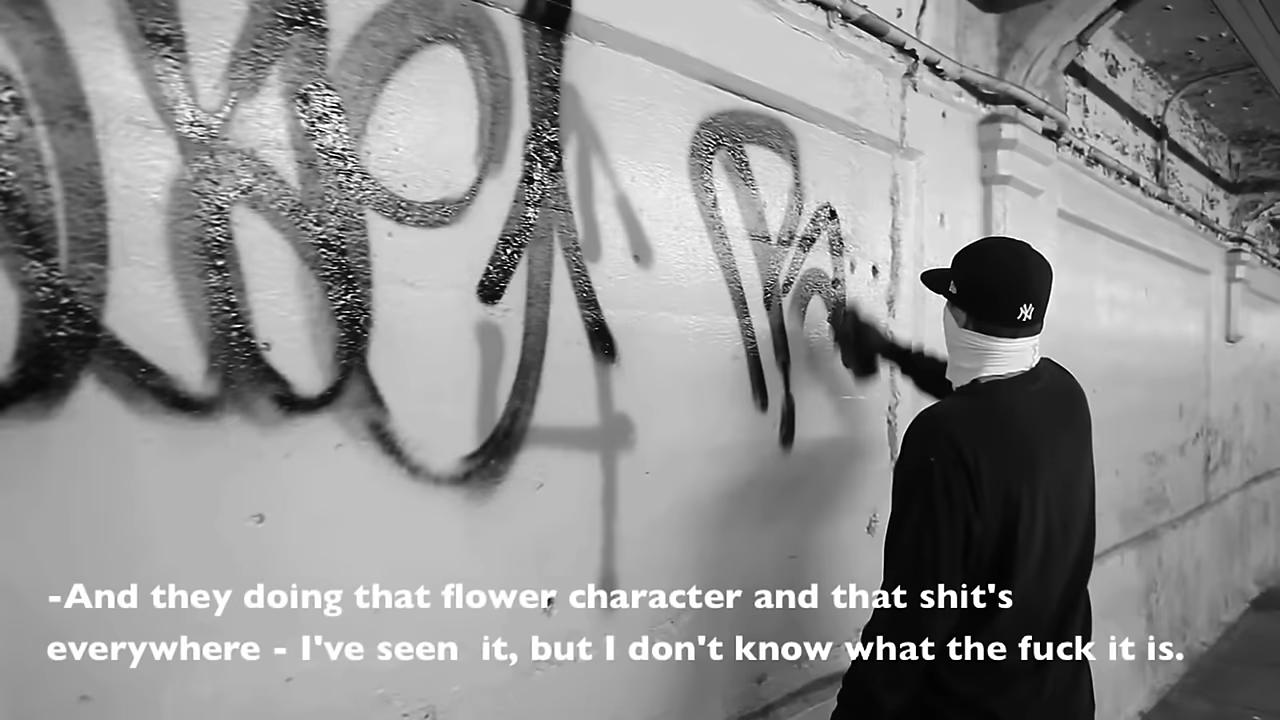 -And they doing that flower character and that shit's
everywhere - I've seen  it, but I don't know what the fuck it is.
NY